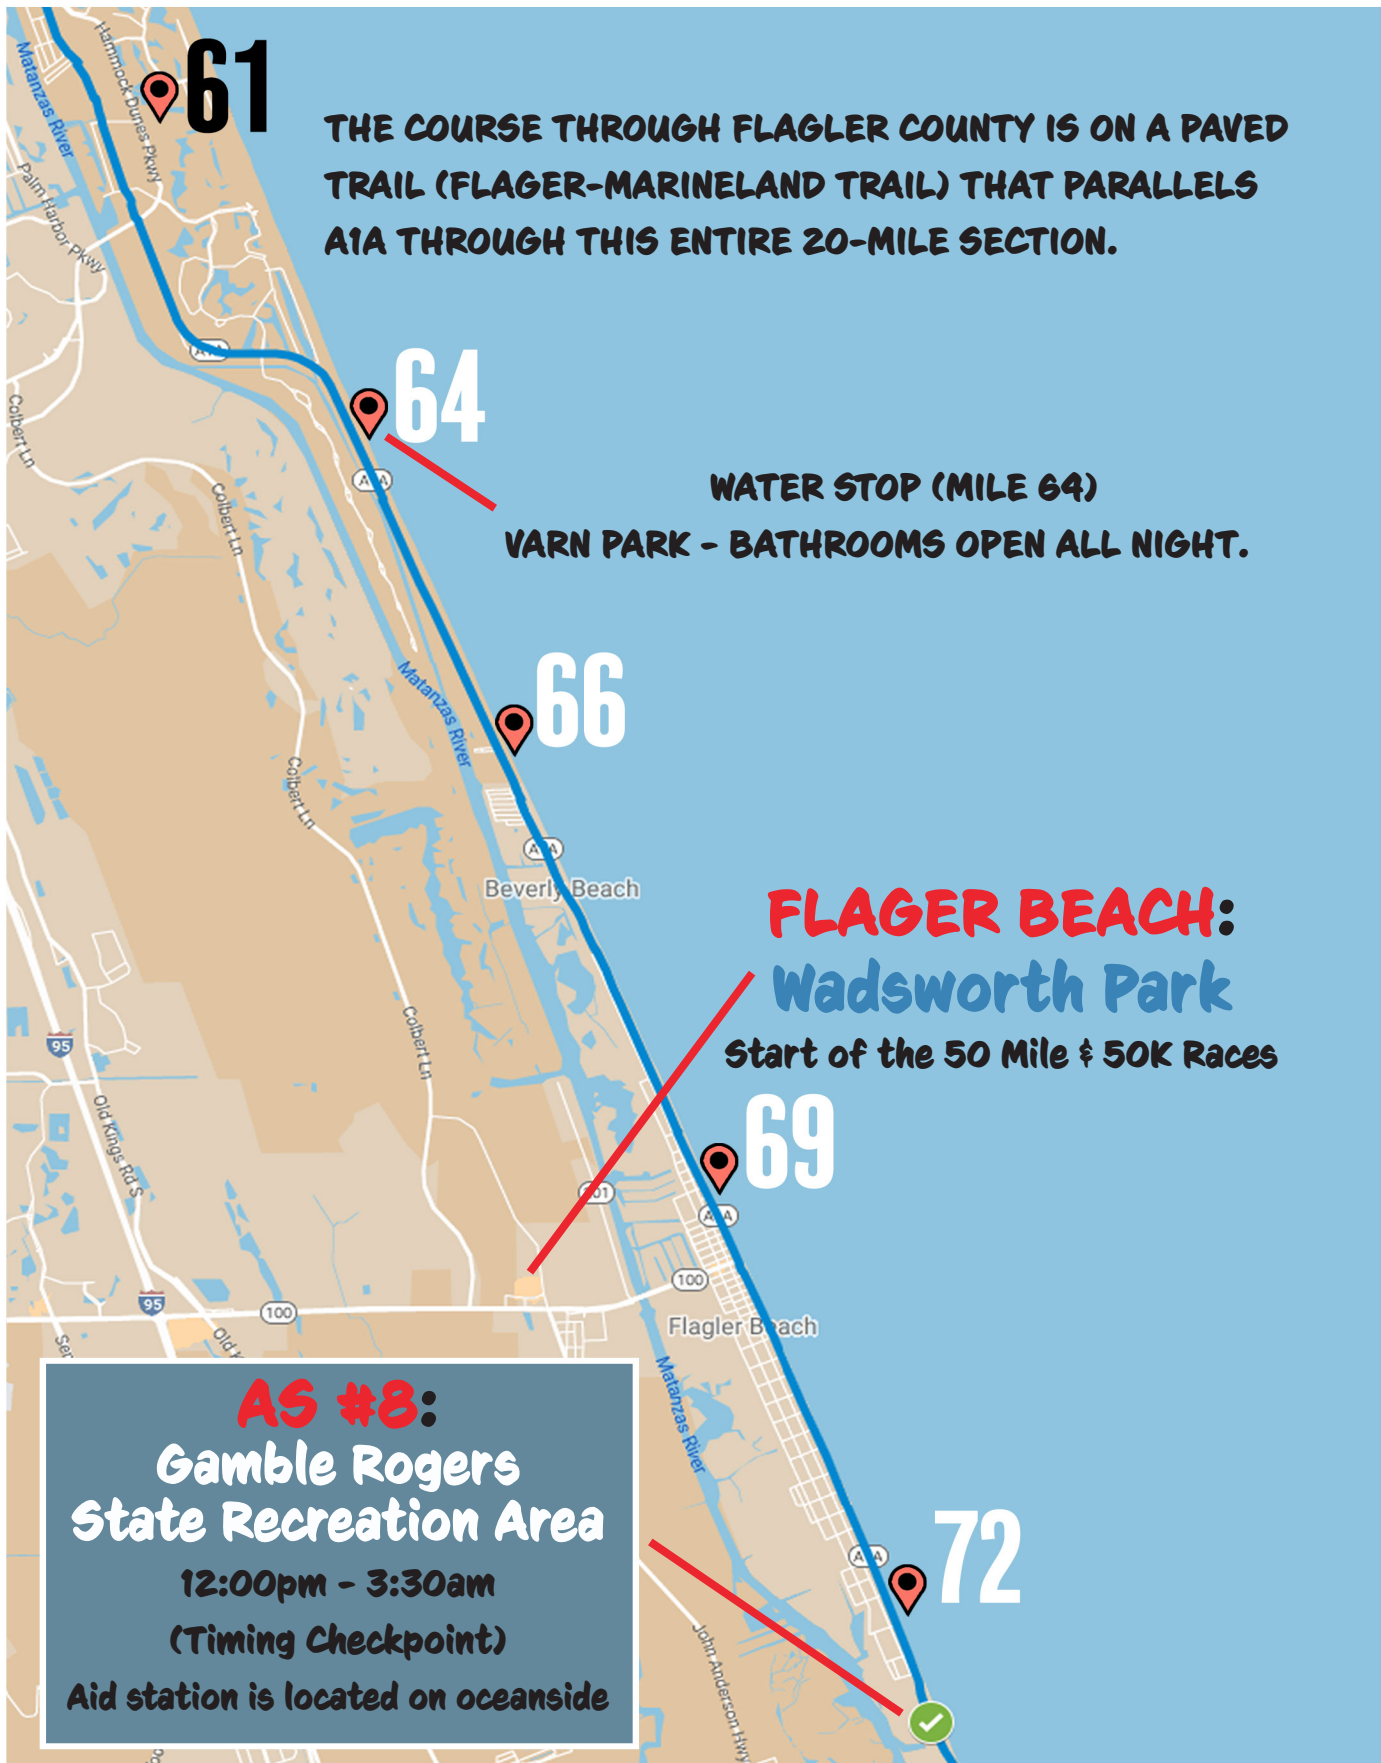 61
THE COURSE THROUGH FLAGLER COUNTY IS ON A PAVED
TRAIL (FLAGER-MARINELAND TRAIL) THAT PARALLELS
A1A THROUGH THIS ENTIRE 20-MILE SECTION.
Hammock Dunes Pkwy
Matanzas River
Palm Harbor Pkwy
A1A
64
Colbert Ln
A1A
WATER STOP (MILE 64)
VARN PARK - BATHROOMS OPEN ALL NIGHT.
Colbert Ln
66
Matanzas River
Colbert Ln
A1A
Beverly Beach
FLAGER BEACH:
Wadsworth Park
Start of the 50 Mile & 50K Races
Colbert Ln
95
69
Old Kings Rd S
201
A1A
100
95
100
Flagler Beach
Old K
Ser
Matanzas River
AS #8:
Gamble Rogers
State Recreation Area
12:00pm - 3:30am
(Timing Checkpoint)
Aid station is located on oceanside
72
A1A
John Anderson Hwy